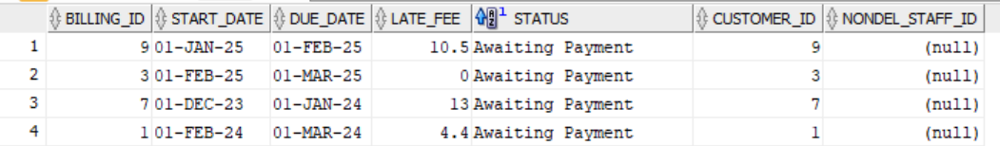 BILLING_ID START_DATE DUE_DATE LATE_FEE STATUS CUSTOMER_ID NONDEL_STAFF_ID
1 9 01-JAN-25 01-FEB-25 10.5 Awaiting Payment 9 (null)
2 3 01-FEB-25 01-MAR-25 0 Awaiting Payment 3 (null)
3 7 01-DEC-23 01-JAN-24 13 Awaiting Payment 7 (null)
4 1 01-FEB-24 01-MAR-24 4.4 Awaiting Payment 1 (null)